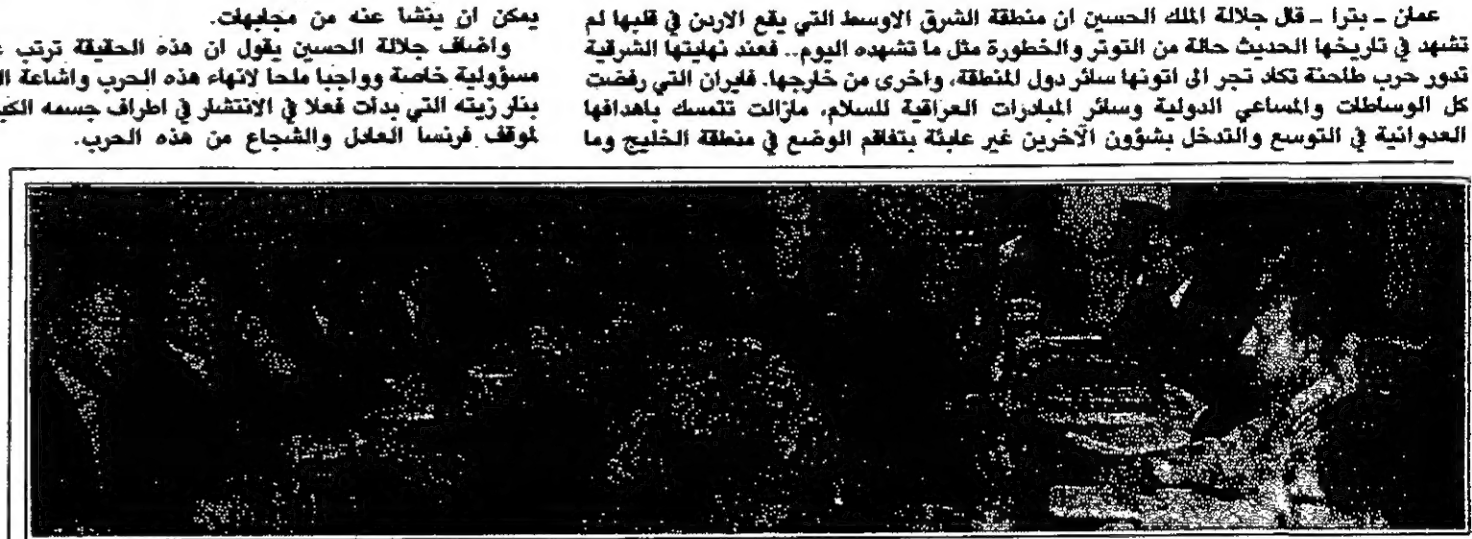 عمان ـ بترا ـ قال جلالة الملك الحسين ان منطقة الشرق الاوسط التي يقع الاردن في قلبها لم
تشهد في تاريخها الحديث حالة من التوتر والخطورة مثل ما تشهده اليوم.. فعند نهايتها الشرقية
تدور حرب طاحنة تكاد تجر الى اتونها سائر دول المنطقة، واخرى من خارجها. فايران التي رفضت
كل الوساطات والمساعي الدولية وسائر المبادرات العراقية للسلام، مازالت تتمسك باهدافها
العدوانية في التوسع والتدخل بشؤون الآخرين غير عابئة بتفاقم الوضع في منطقة الخليج وما
يمكن ان ينشا عنه من مجابهات.
واضاف جلالة الحسين يقول ان هذه الحقيقة ترتب
مسؤولية خاصة وواجبا ملحا لانهاء هذه الحرب واشاعة
بنار زيته التي بدأت فعلا في الانتشار في اطراف جسمه
لموقف فرنسا العادل والشجاع من هذه الحرب.